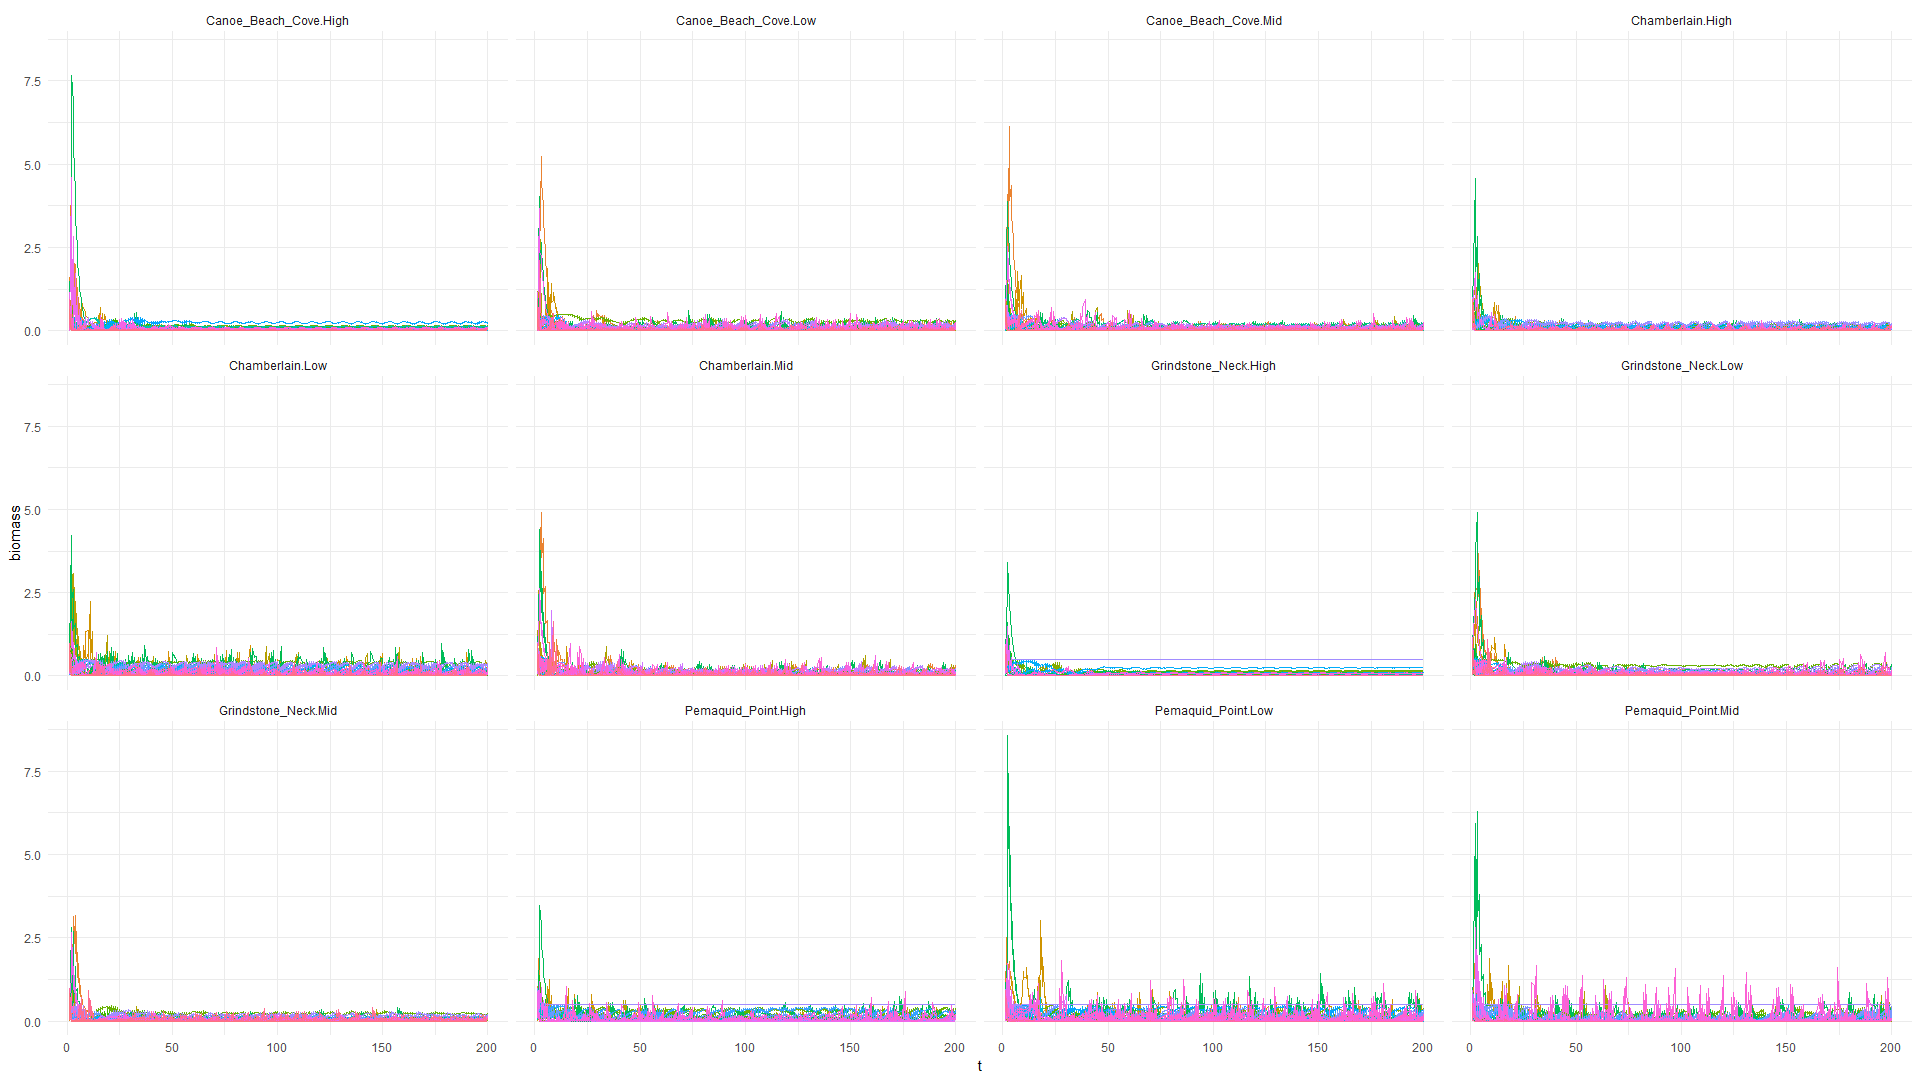 Canoe_Beach_Cove.High
Canoe_Beach_Cove.Low
Canoe_Beach_Cove.Mid
Chamberlain.High
7.5
5.0
2.5
0.0
Chamberlain.Low
Chamberlain.Mid
Grindstone_Neck.High
Grindstone_Neck.Low
7.5
5.0
2.5
0.0
biomass
Grindstone_Neck.Mid
Pemaquid_Point.High
Pemaquid_Point.Low
Pemaquid_Point.Mid
7.5
5.0
2.5
0.0
0 50 100 150 200
0 50 100 150 200
0 50 100 150 200
0 50 100 150 200
t